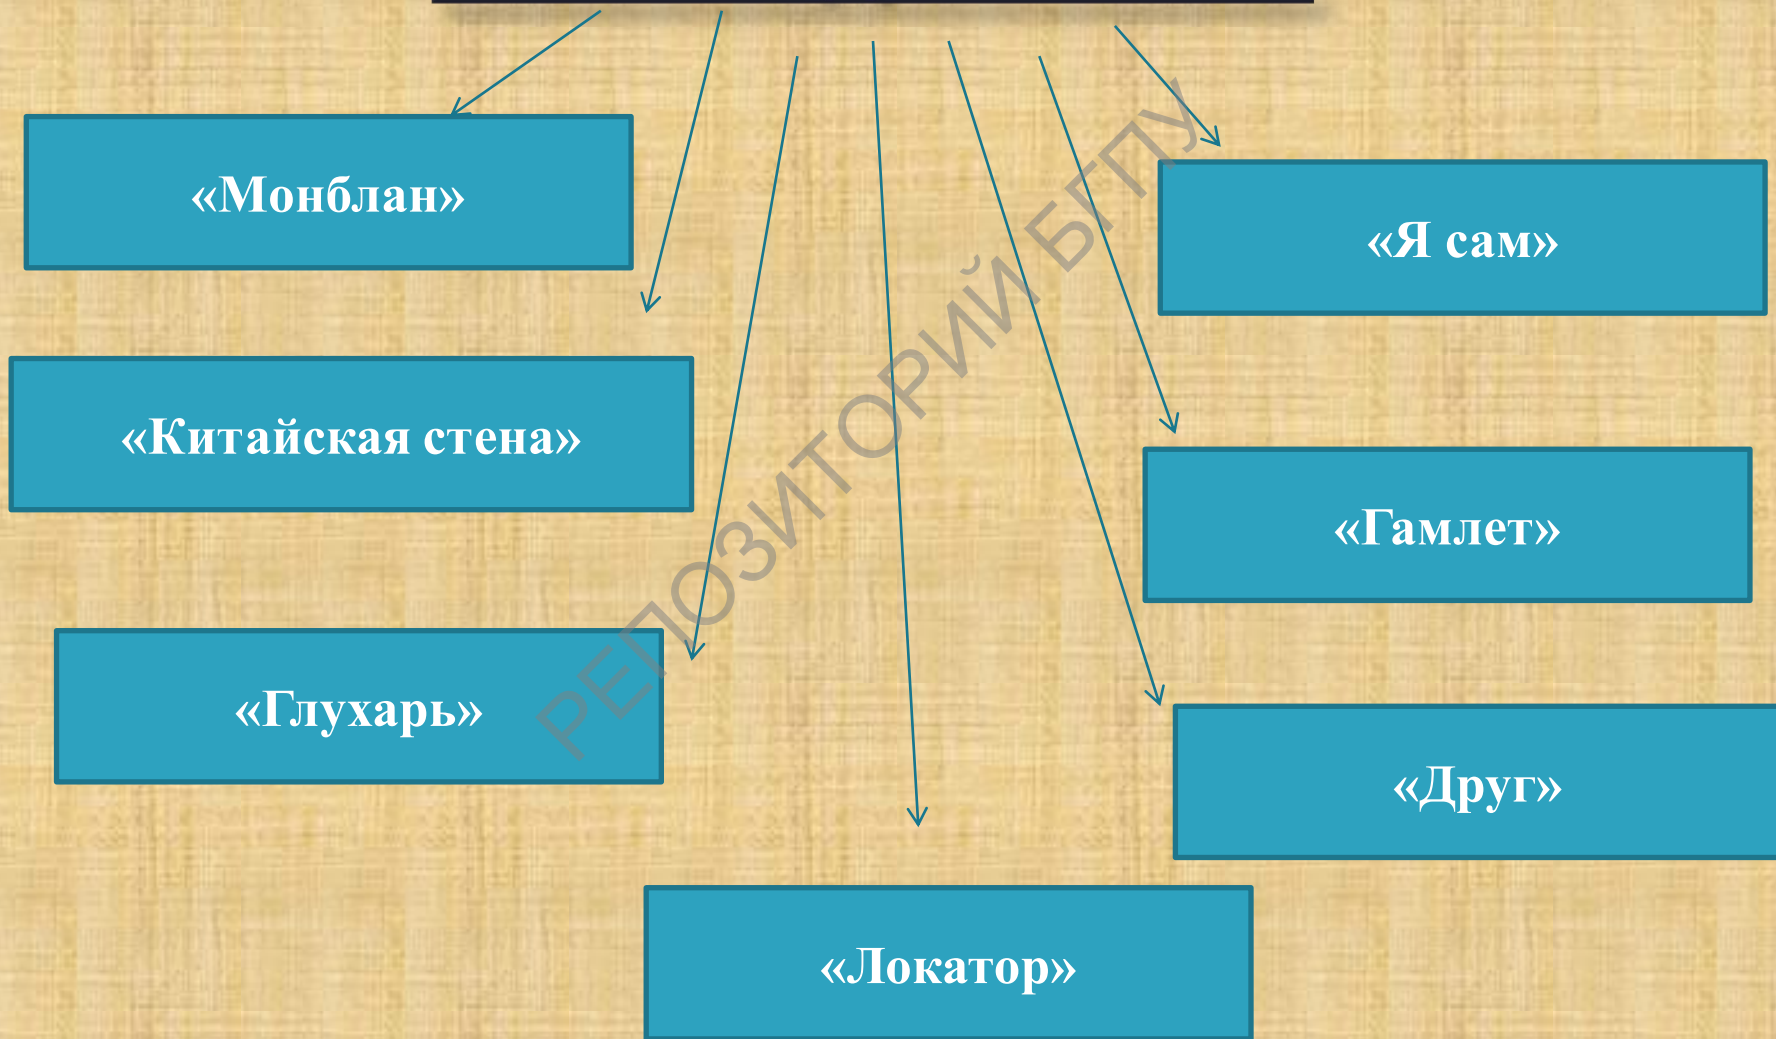 «Монблан»
«Я сам»
«Китайская стена»
«Гамлет»
«Глухарь»
«Друг»
«Локатор»
РЕПОЗИТОРИЙ БГПУ